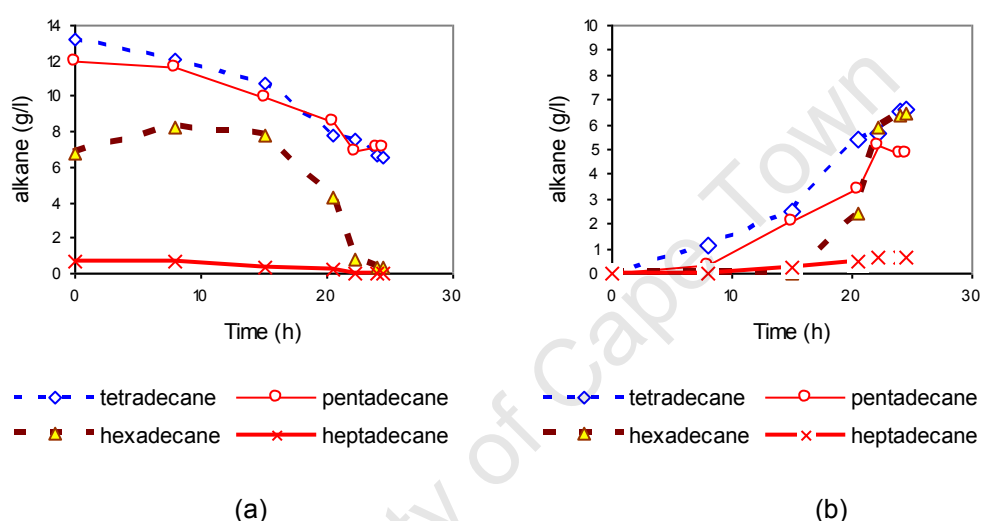 14
12
10
8
6
4
2
0
alkane (g/l)
0 10 20 30
Time (h)
tetradecane pentadecane
hexadecane heptadecane
(a)
10
9
8
7
6
5
4
3
2
1
0
alkane (g/l)
0 10 20 30
Time (h)
tetradecane pentadecane
hexadecane heptadecane
(b)
ty of Cape Town